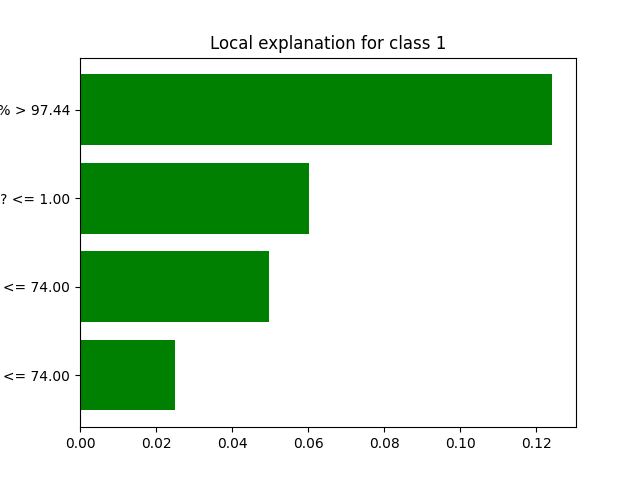 Local explanation for class 1
% > 97.44
? <= 1.00
<= 74.00
<= 74.00
0.00 0.02 0.04 0.06 0.08 0.10 0.12